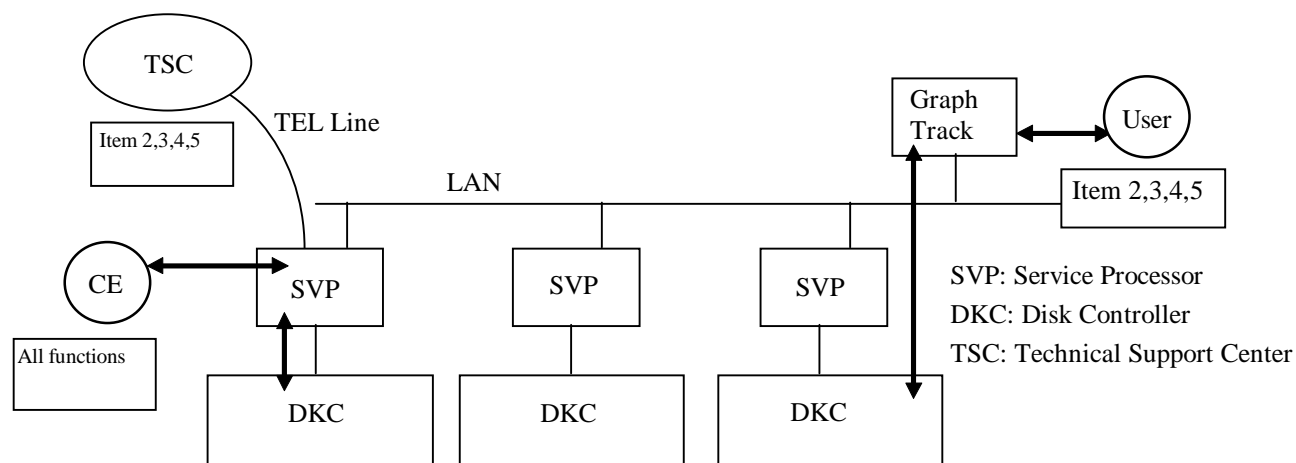 TSC
TEL Line
Item 2,3,4,5
Graph
Track
User
LAN
Item 2,3,4,5
CE
All functions
SVP
SVP
SVP
SVP: Service Processor
DKC: Disk Controller
TSC: Technical Support Center
DKC
DKC
DKC